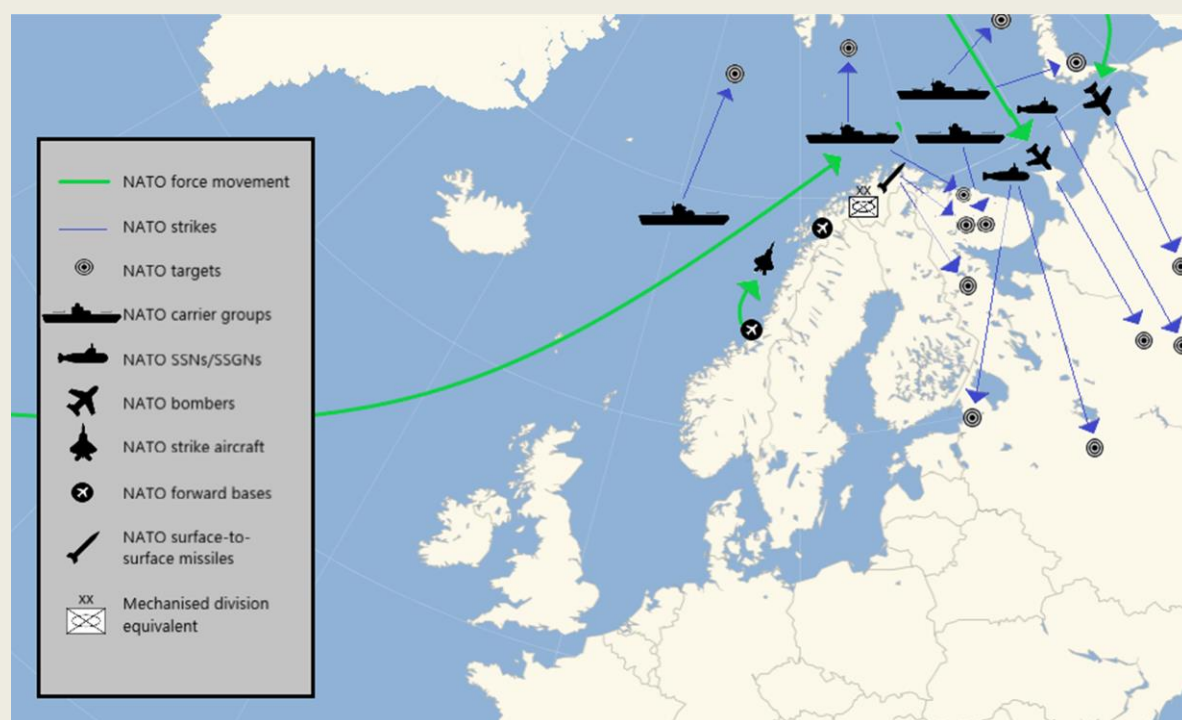 NATO force movement
NATO strikes
NATO targets
NATO carrier groups
NATO SSNs/SSGNs
NATO bombers
NATO strike aircraft
NATO forward bases
NATO surface-to-
surface missiles
XX
Mechanised division
equivalent
XX